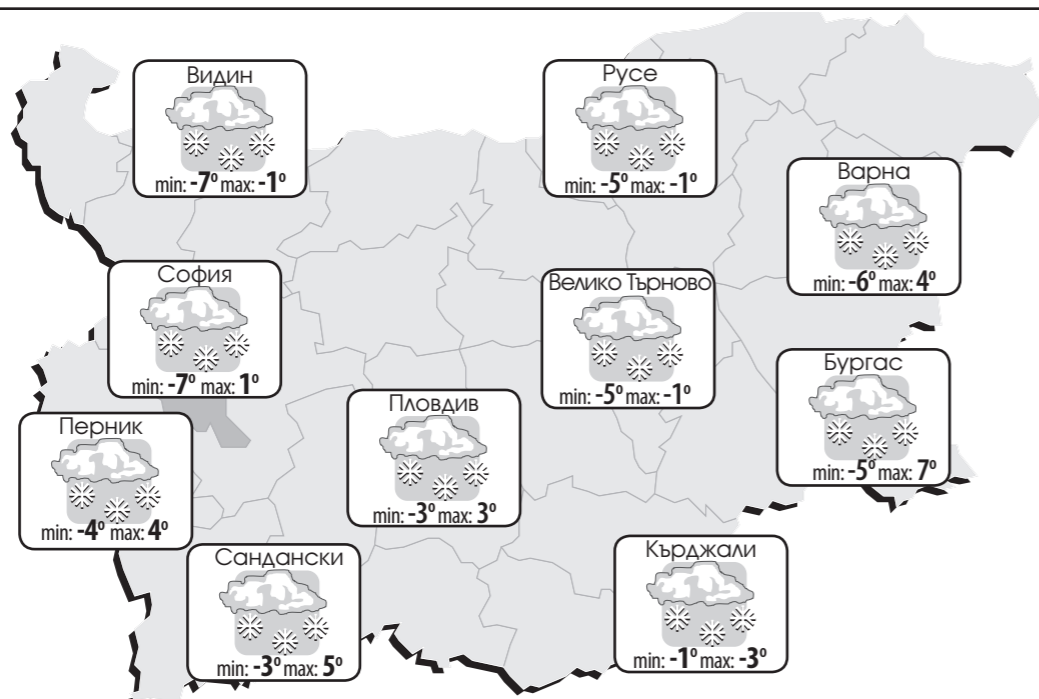 Видин
min: -7° max: -1°
Русе
min: -5° max: -1°
Варна
min: -6° max: 4°
София
min: -7° max: 1°
Велико Търново
min: -5° max: -1°
Бургас
min: -5° max: 7°
Пловдив
min: -3° max: 3°
Перник
min: -4° max: 4°
Сандански
min: -3° max: 5°
Кърджали
min: -1° max: -3°